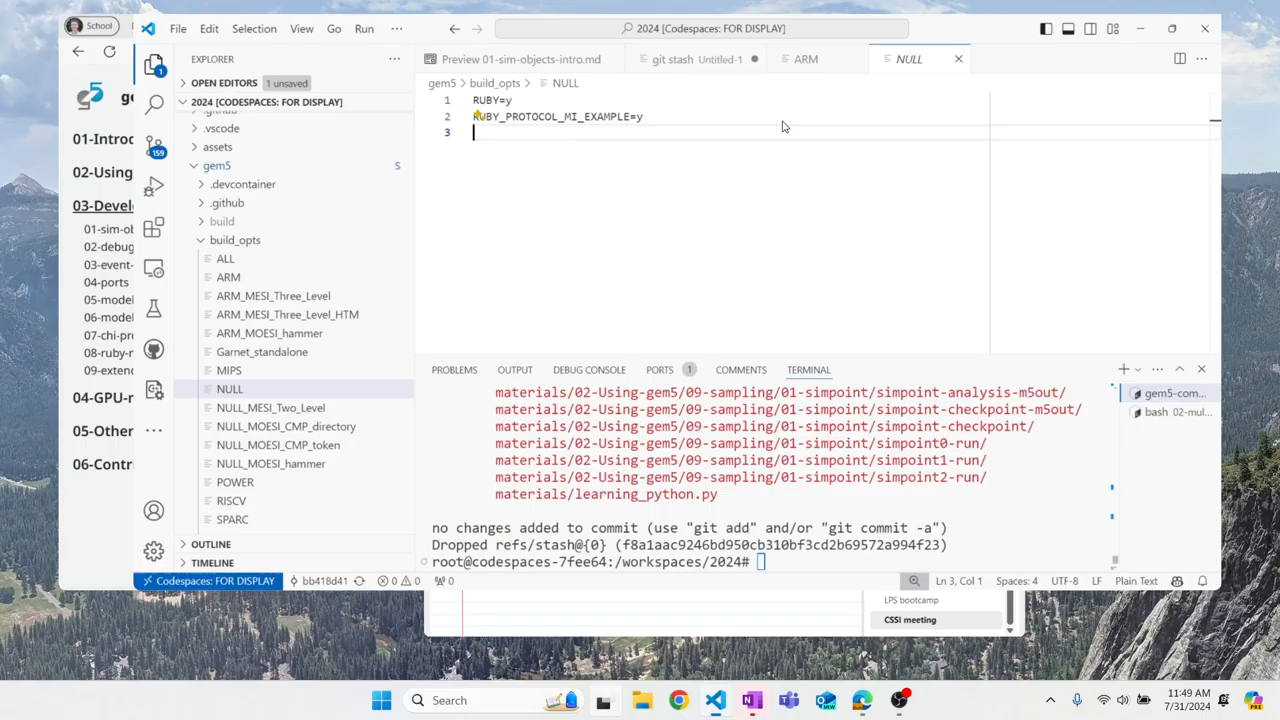 School
File Edit Selection View Go Run ···
2024 [Codespaces: FOR DISPLAY]
EXPLORER
OPEN EDITORS 1 unsaved
2024 [CODESPACES: FOR DISPLAY]
.github
.vscode
assets
gem5 S
.devcontainer
.github
build
build_opts
ALL
ARM
ARM_MESI_Three_Level
ARM_MESI_Three_Level_HTM
ARM_MOESI_hammer
Garnet_standalone
MIPS
NULL
NULL_MESI_Two_Level
NULL_MOESI_CMP_directory
NULL_MOESI_CMP_token
NULL_MOESI_hammer
POWER
RISCV
SPARC
OUTLINE
TIMELINE
1
159
01-Introd
02-Using
03-Devel
01-sim-ob
02-debug
03-event-
04-ports
05-model
06-model
07-chi-pro
08-ruby-n
09-extend
04-GPU-m
05-Other
06-Contr
Preview 01-sim-objects-intro.md
git stash Untitled-1
ARM
NULL
gem5 > build_opts > NULL
1 RUBY=y
2 RUBY_PROTOCOL_MI_EXAMPLE=y
3
PROBLEMS OUTPUT DEBUG CONSOLE PORTS 1 COMMENTS TERMINAL
materials/02-Using-gem5/09-sampling/01-simpoint/simpoint-analysis-m5out/
materials/02-Using-gem5/09-sampling/01-simpoint/simpoint-checkpoint-m5out/
materials/02-Using-gem5/09-sampling/01-simpoint/simpoint-checkpoint/
materials/02-Using-gem5/09-sampling/01-simpoint/simpoint0-run/
materials/02-Using-gem5/09-sampling/01-simpoint/simpoint1-run/
materials/02-Using-gem5/09-sampling/01-simpoint/simpoint2-run/
materials/learning_python.py
no changes added to commit (use "git add" and/or "git commit -a")
Dropped refs/stash@{0} (f8a1aac9246bd950cb310bf3cd2b69572a994f23)
root@codespaces-7fee64:/workspaces/2024#
gem5-com...
bash 02-mul...
Codespaces: FOR DISPLAY bb418d41 0 0 0 Ln 3, Col 1 Spaces: 4 UTF-8 LF Plain Text
LPS bootcamp
CSSI meeting
Search
11:49 AM
7/31/2024